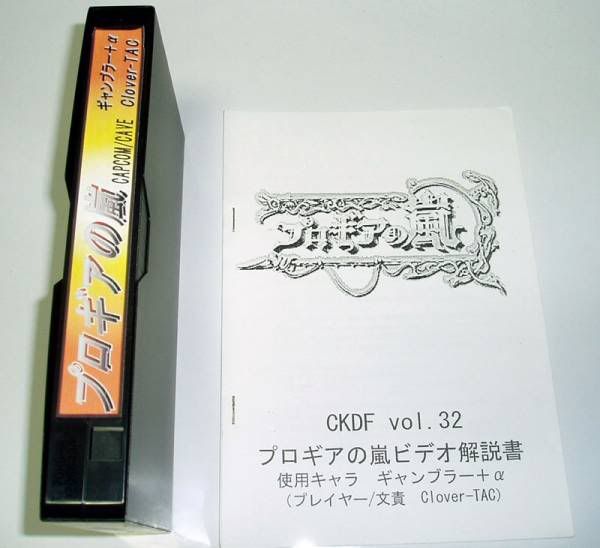 プロギアの嵐
CAPCOM/CAVE
ギャンブラー+α
Clover-TAC
プロギアの嵐
CKDF vol.32
プロギアの嵐ビデオ解説書
使用キャラ ギャンブラー+α
(プレイヤー/文責 Clover-TAC)